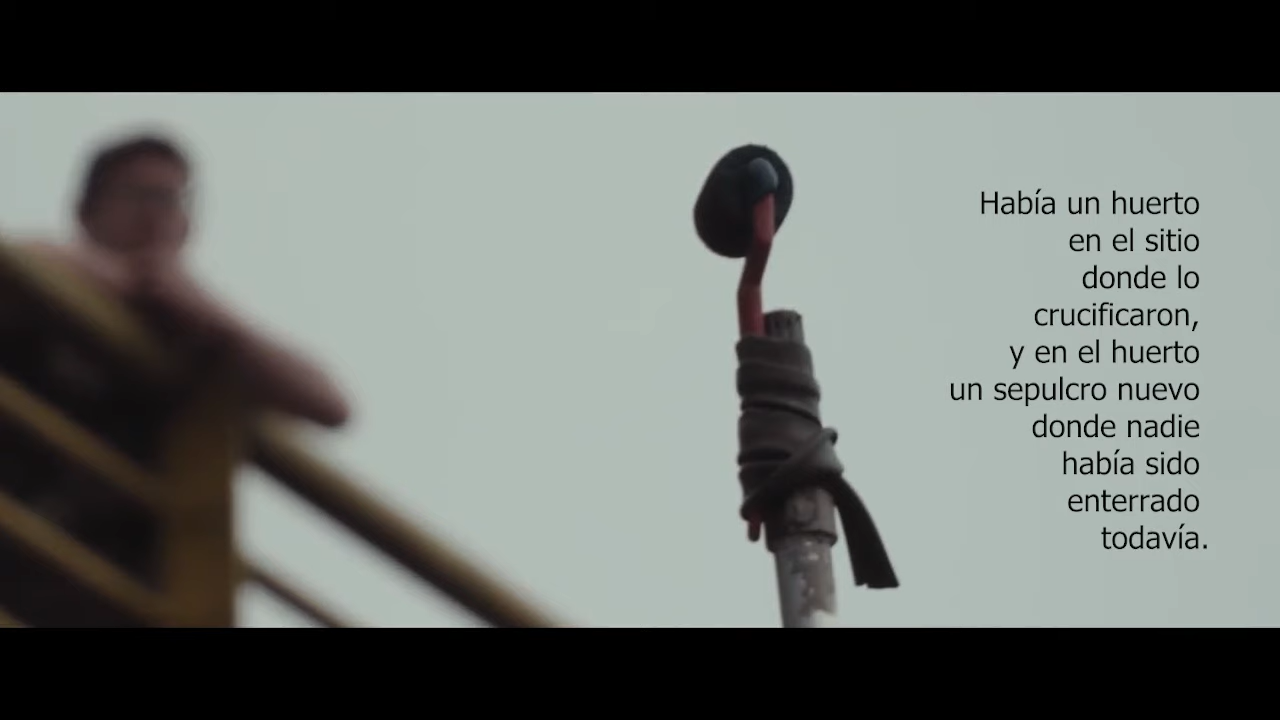 Había un huerto
en el sitio
donde lo
crucificaron,
y en el huerto
un sepulcro nuevo
donde nadie
había sido
enterrado
todavía.